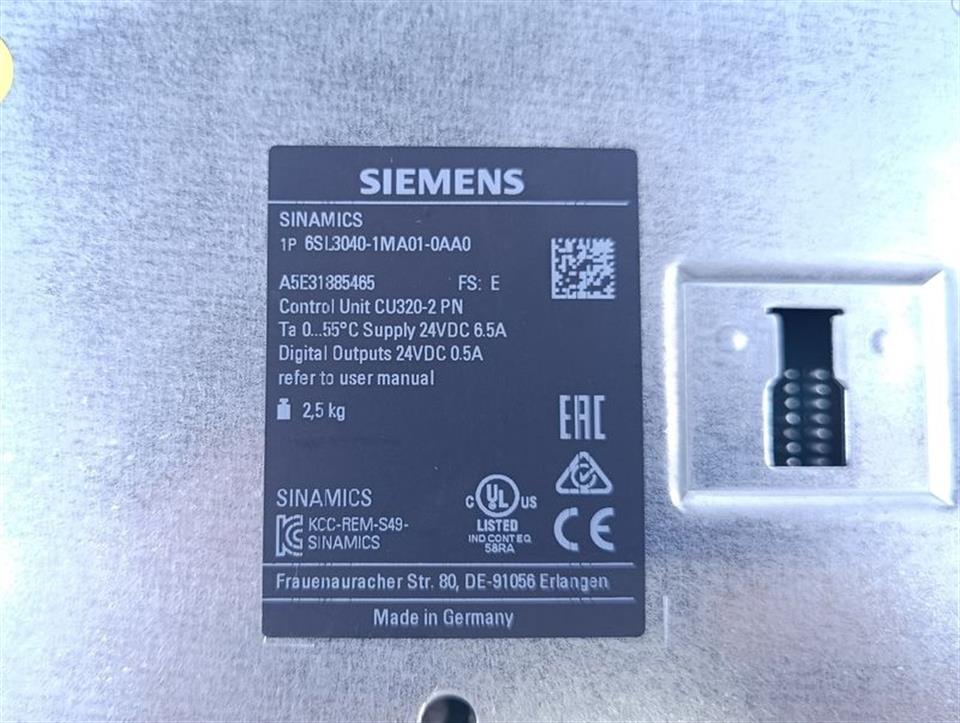 SIEMENS
SINAMICS
1P 6SL3040-1MA01-0AA0
A5E31885465 FS: E
Control Unit CU320-2 PN
Ta 0...55°C Supply 24VDC 6.5A
Digital Outputs 24VDC 0.5A
refer to user manual
2,5 kg
EAC
SINAMICS
KCC-REM-S49-
SINAMICS
C UL US
LISTED
IND CONT EQ
58RA
CE
Frauenauracher Str. 80, DE-91056 Erlangen
Made in Germany